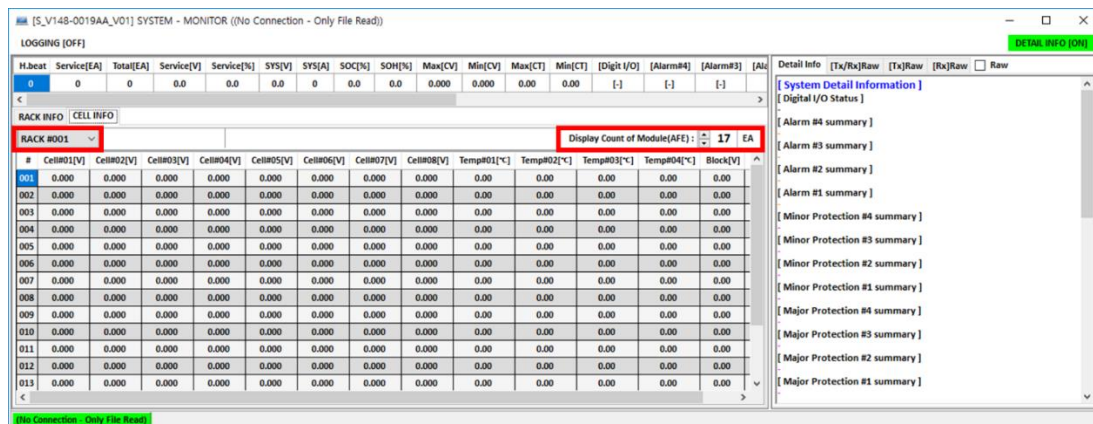 [S_V148-0019AA_V01] SYSTEM - MONITOR ((No Connection - Only File Read))
LOGGING [OFF]
DETAIL INFO [ON]
H.beat Service[EA] Total[EA] Service[V] Service[%] SYS[V] SYS[A] SOC[%] SOH[%] Max[CV] Min[CV] Max[CT] Min[CT] [Digit I/O] [Alarm#4] [Alarm#3] [Ala
0 0 0 0.0 0.0 0.0 0 0.0 0.0 0.000 0.000 0.00 0.00 [-] [-] [-]
RACK INFO CELL INFO
RACK #001 Display Count of Module(AFE) : 17 EA
# Cell#01[V] Cell#02[V] Cell#03[V] Cell#04[V] Cell#05[V] Cell#06[V] Cell#07[V] Cell#08[V] Temp#01[℃] Temp#02[℃] Temp#03[℃] Temp#04[℃] Block[V]
001 0.000 0.000 0.000 0.000 0.000 0.000 0.000 0.000 0.00 0.00 0.00 0.00 0.00
002 0.000 0.000 0.000 0.000 0.000 0.000 0.000 0.000 0.00 0.00 0.00 0.00 0.00
003 0.000 0.000 0.000 0.000 0.000 0.000 0.000 0.000 0.00 0.00 0.00 0.00 0.00
004 0.000 0.000 0.000 0.000 0.000 0.000 0.000 0.000 0.00 0.00 0.00 0.00 0.00
005 0.000 0.000 0.000 0.000 0.000 0.000 0.000 0.000 0.00 0.00 0.00 0.00 0.00
006 0.000 0.000 0.000 0.000 0.000 0.000 0.000 0.000 0.00 0.00 0.00 0.00 0.00
007 0.000 0.000 0.000 0.000 0.000 0.000 0.000 0.000 0.00 0.00 0.00 0.00 0.00
008 0.000 0.000 0.000 0.000 0.000 0.000 0.000 0.000 0.00 0.00 0.00 0.00 0.00
009 0.000 0.000 0.000 0.000 0.000 0.000 0.000 0.000 0.00 0.00 0.00 0.00 0.00
010 0.000 0.000 0.000 0.000 0.000 0.000 0.000 0.000 0.00 0.00 0.00 0.00 0.00
011 0.000 0.000 0.000 0.000 0.000 0.000 0.000 0.000 0.00 0.00 0.00 0.00 0.00
012 0.000 0.000 0.000 0.000 0.000 0.000 0.000 0.000 0.00 0.00 0.00 0.00 0.00
013 0.000 0.000 0.000 0.000 0.000 0.000 0.000 0.000 0.00 0.00 0.00 0.00 0.00
Detail Info [Tx/Rx]Raw [Tx]Raw [Rx]Raw Raw
[ System Detail Information ]
[ Digital I/O Status ]
-
[ Alarm #4 summary ]
-
[ Alarm #3 summary ]
-
[ Alarm #2 summary ]
-
[ Alarm #1 summary ]
-
[ Minor Protection #4 summary ]
-
[ Minor Protection #3 summary ]
-
[ Minor Protection #2 summary ]
-
[ Minor Protection #1 summary ]
-
[ Major Protection #4 summary ]
-
[ Major Protection #3 summary ]
-
[ Major Protection #2 summary ]
-
[ Major Protection #1 summary ]
-
(No Connection - Only File Read)